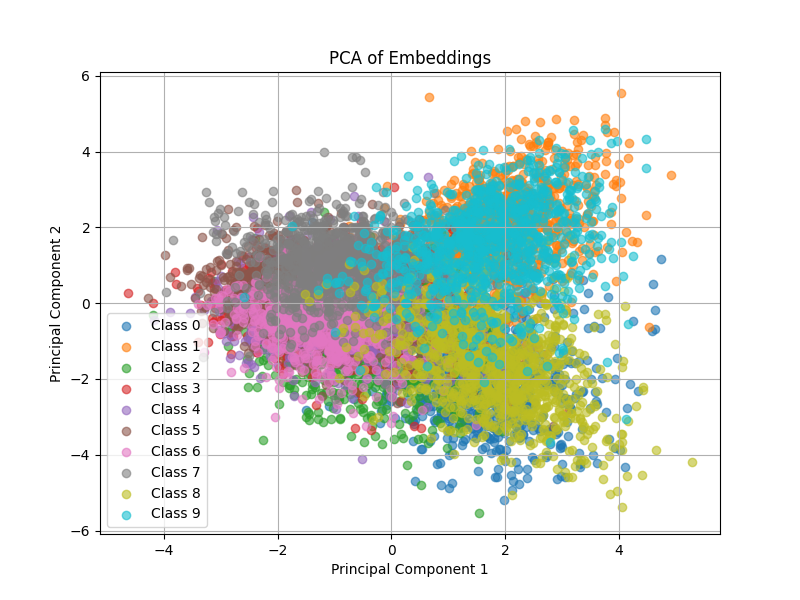 PCA of Embeddings
Principal Component 2
6
4
2
0
−2
−4
−6
Class 0
Class 1
Class 2
Class 3
Class 4
Class 5
Class 6
Class 7
Class 8
Class 9
−4 −2 0 2 4
Principal Component 1